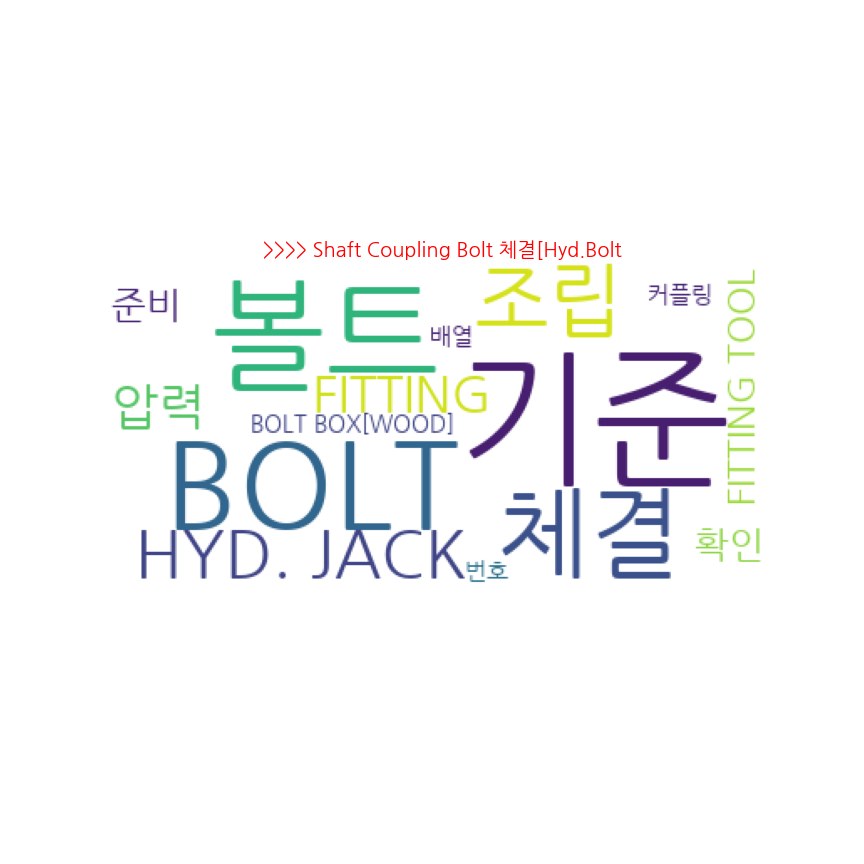 >>>> Shaft Coupling Bolt 체결[Hyd.Bolt
준비
볼트
배열
조립
커플링
FITTING TOOL
압력
FITTING
BOLT BOX[WOOD]
기준
BOLT
체결
HYD. JACK
번호
확인